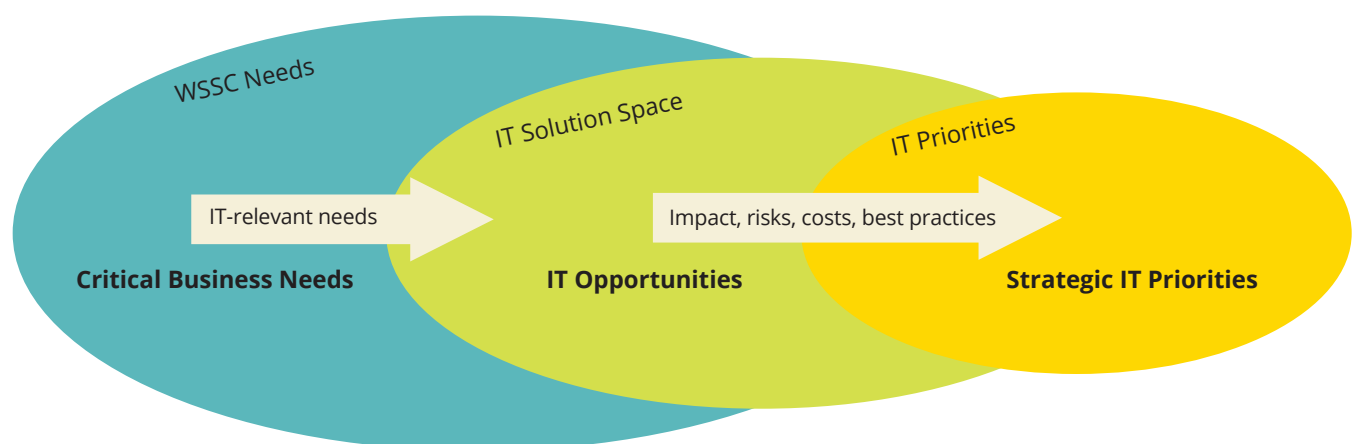 WSSC Needs
IT Solution Space
IT Priorities
IT-relevant needs
Impact, risks, costs, best practices
Critical Business Needs
IT Opportunities
Strategic IT Priorities